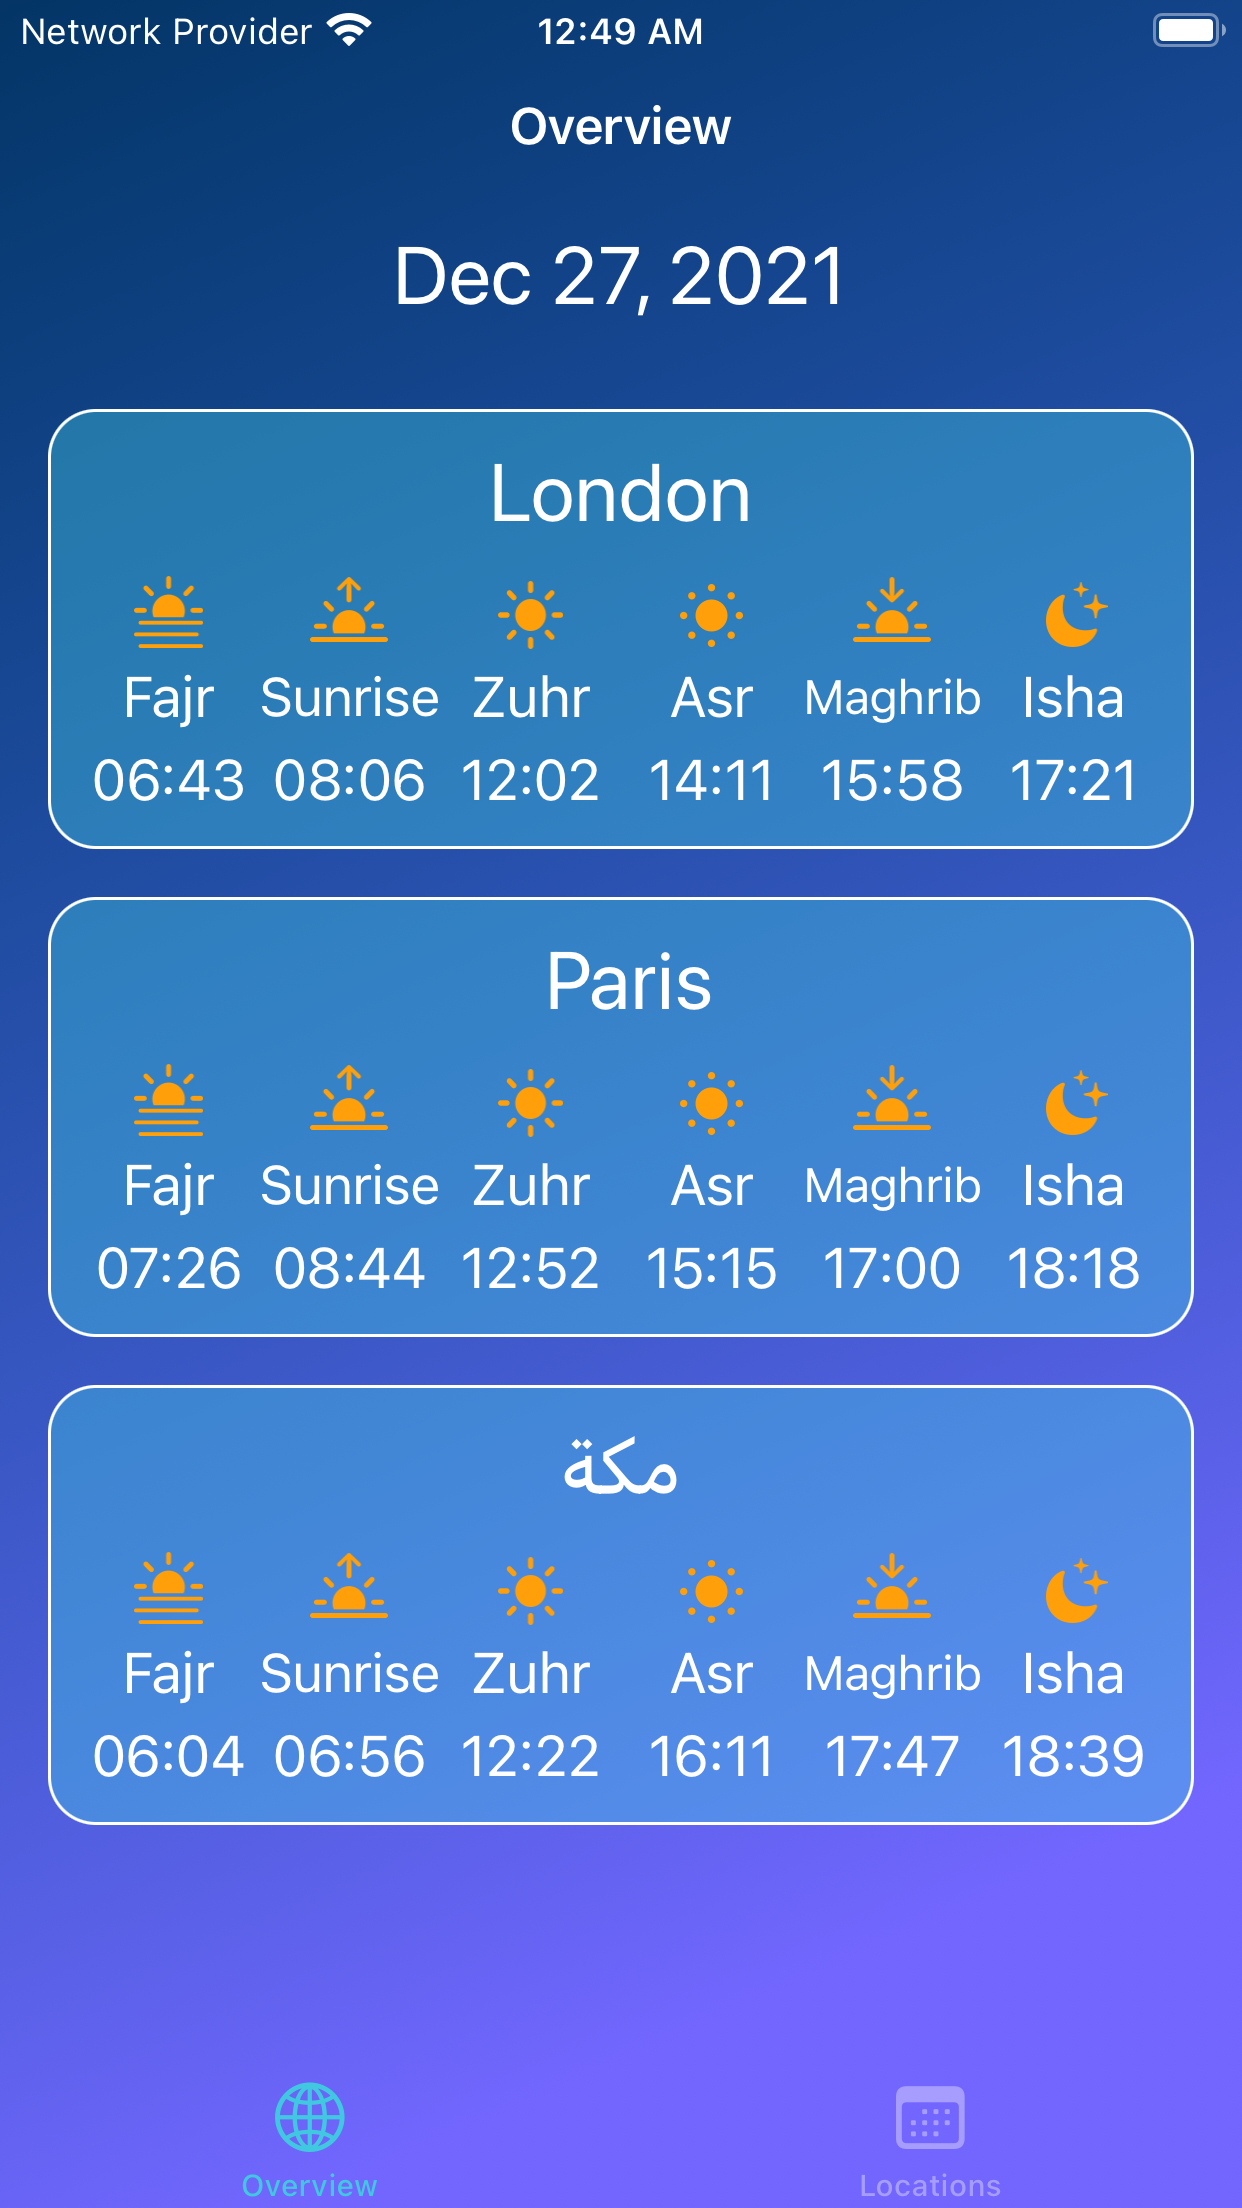 Network Provider 12:49 AM
Overview
Dec 27, 2021
London
Fajr Sunrise Zuhr Asr Maghrib Isha
06:43 08:06 12:02 14:11 15:58 17:21
Paris
Fajr Sunrise Zuhr Asr Maghrib Isha
07:26 08:44 12:52 15:15 17:00 18:18
مكة
Fajr Sunrise Zuhr Asr Maghrib Isha
06:04 06:56 12:22 16:11 17:47 18:39
Overview Locations